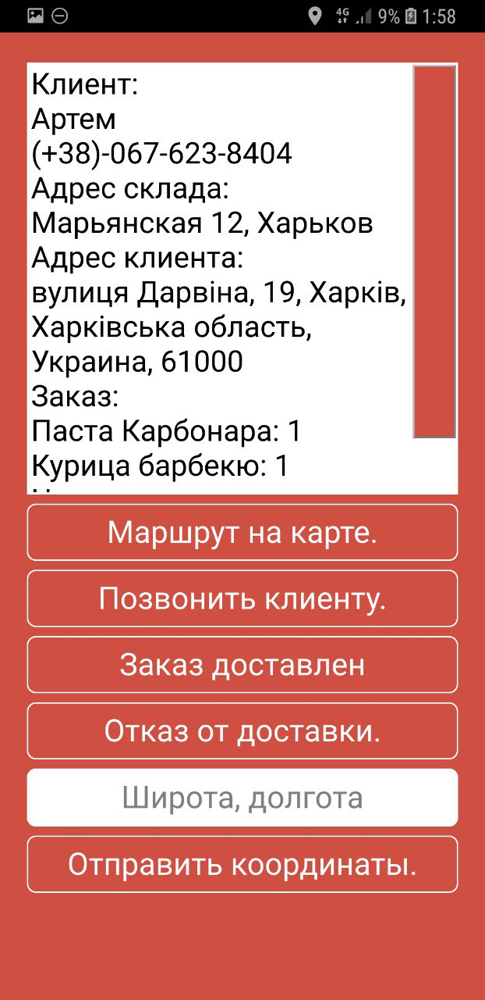 4G 9% 1:58
Клиент:
Артем
(+38)-067-623-8404
Адрес склада:
Марьянская 12, Харьков
Адрес клиента:
вулиця Дарвіна, 19, Харків,
Харківська область,
Украина, 61000
Заказ:
Паста Карбонара: 1
Курица барбекю: 1
Маршрут на карте.
Позвонить клиенту.
Заказ доставлен
Отказ от доставки.
Широта, долгота
Отправить координаты.